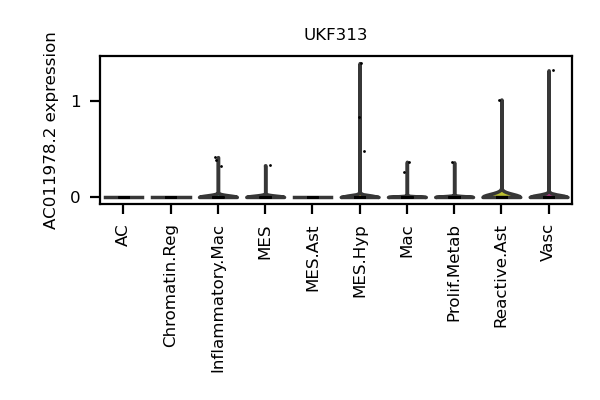 UKF313
AC011978.2 expression
1
0
AC
Chromatin.Reg
Inflammatory.Mac
MES
MES.Ast
MES.Hyp
Mac
Prolif.Metab
Reactive.Ast
Vasc